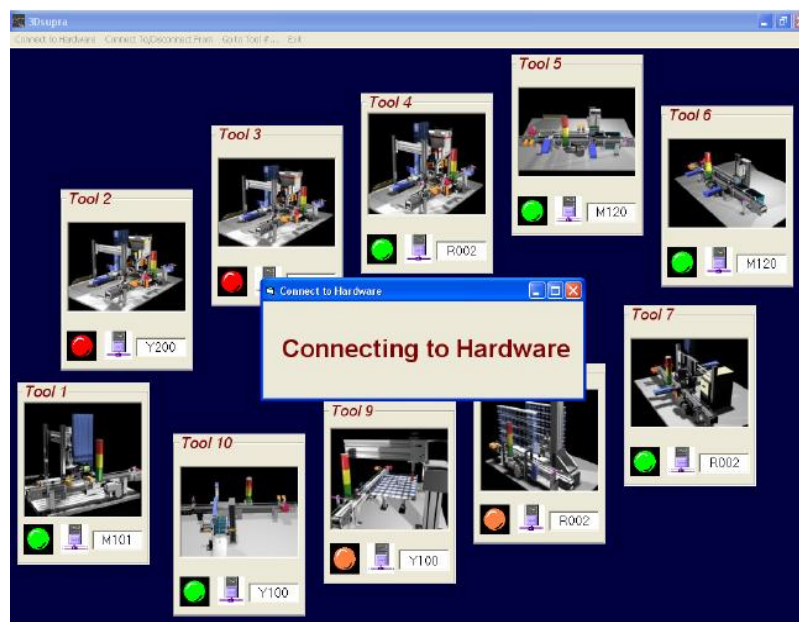 3Dsupra
Connect to Hardware Connect To/Disconnect From Go to Tool #... Exit
Tool 5
Tool 4
Tool 6
Tool 3
M120
Tool 2
R002
M120
Connect to Hardware
Connecting to Hardware
Tool 7
Y200
Tool 1
Tool 9
Tool 10
R002
M101
R002
Y100
Y100